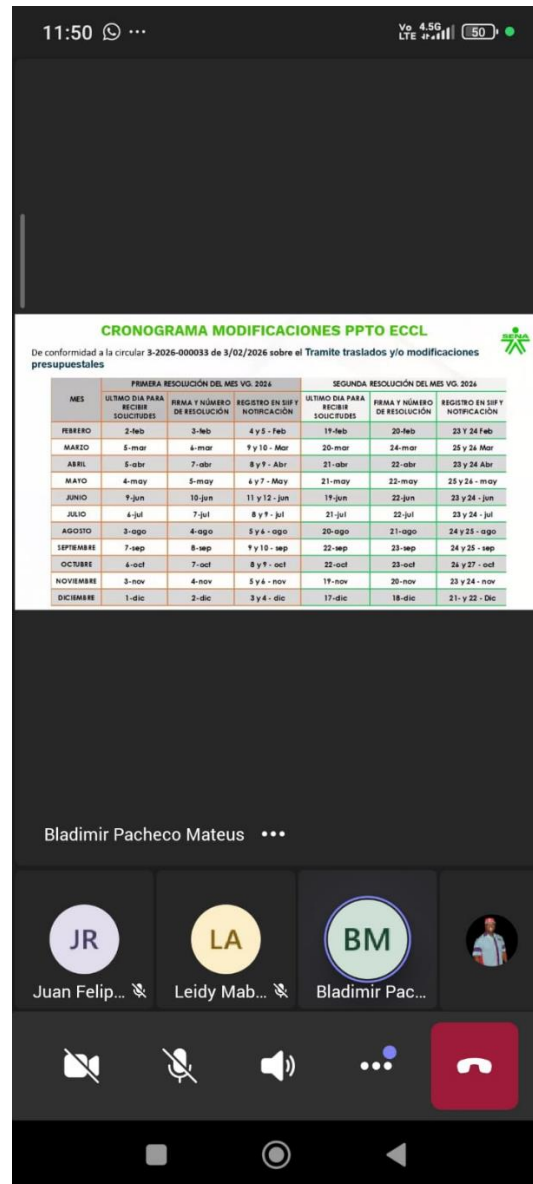 11:50 ...
Vo LTE 4.5G 50
CRONOGRAMA MODIFICACIONES PPTO ECCL
SENA
De conformidad a la circular 3-2026-000033 de 3/02/2026 sobre el Tramite traslados y/o modificaciones
presupuestales
MES PRIMERA RESOLUCIÓN DEL MES VG. 2026 SEGUNDA RESOLUCIÓN DEL MES VG. 2026
ULTIMO DIA PARA RECIBIR SOLICITUDES FIRMA Y NÚMERO DE RESOLUCIÓN REGISTRO EN SIIF Y NOTIFICACIÓN ULTIMO DIA PARA RECIBIR SOLICITUDES FIRMA Y NÚMERO DE RESOLUCIÓN REGISTRO EN SIIF Y NOTIFICACIÓN
FEBRERO 2-feb 3-feb 4 y 5 - Feb 19-feb 20-feb 23 Y 24 Feb
MARZO 5-mar 6-mar 9 y 10 - Mar 20-mar 24-mar 25 y 26 Mar
ABRIL 5-abr 7-abr 8 y 9 - Abr 21-abr 22-abr 23 y 24 Abr
MAYO 4-may 5-may 6 y 7 - May 21-may 22-may 25 y 26 - may
JUNIO 9-jun 10-jun 11 y 12 - jun 19-jun 22-jun 23 y 24 - jun
JULIO 6-jul 7-jul 8 y 9 - jul 21-jul 22-jul 23 y 24 - jul
AGOSTO 3-ago 4-ago 5 y 6 - ago 20-ago 21-ago 24 y 25 - ago
SEPTIEMBRE 7-sep 8-sep 9 y 10 - sep 22-sep 23-sep 24 y 25 - sep
OCTUBRE 6-oct 7-oct 8 y 9 - oct 22-oct 23-oct 26 y 27 - oct
NOVIEMBRE 3-nov 4-nov 5 y 6 - nov 19-nov 20-nov 23 y 24 - nov
DICIEMBRE 1-dic 2-dic 3 y 4 - dic 17-dic 18-dic 21- y 22 - Dic
Bladimir Pacheco Mateus ...
JR LA BM
Juan Felip... Leidy Mab... Bladimir Pac...